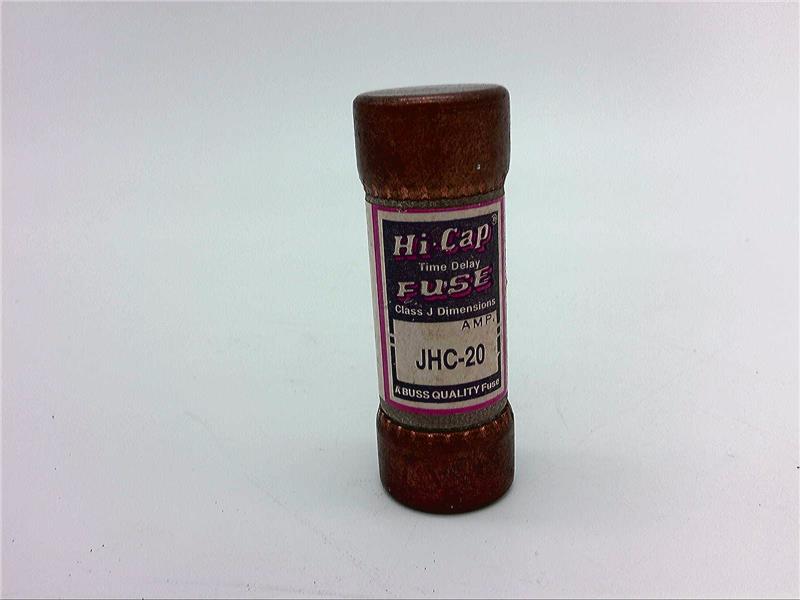 Hi·Cap®
Time Delay
FUSE
Class J Dimensions
AMP.
JHC-20
A BUSS QUALITY Fuse